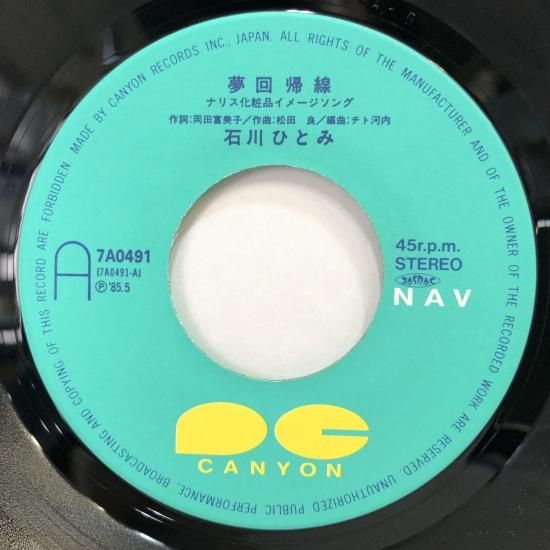 MADE BY CANYON RECORDS INC., JAPAN. ALL RIGHTS OF THE MANUFACTURER AND OF THE OWNER OF THE RECORDED WORK ARE RESERVED. UNAUTHORIZED PUBLIC PERFORMANCE, BROADCASTING AND COPYING OF THIS RECORD ARE FORBIDDEN
夢回帰線
ナリス化粧品イメージソング
作詞:岡田富美子/作曲:松田 良/編曲:チト河内
石川ひとみ
A
7A0491
(7A0491-A)
Ⓟ'85.5
45r.p.m.
STEREO
JASRAC
NAV
CANYON